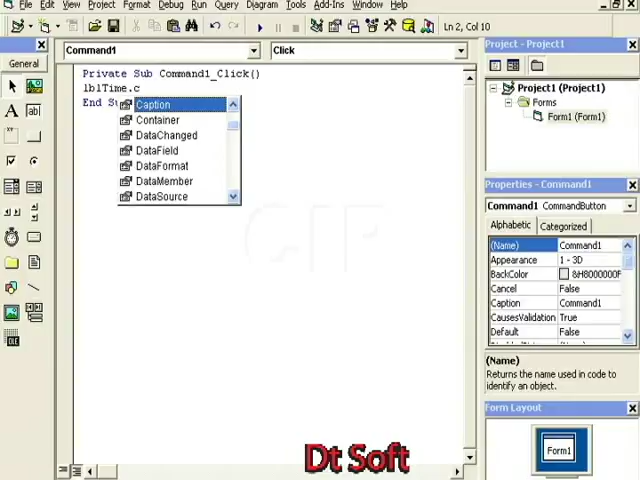 File Edit View Project Format Debug Run Query Diagram Tools Add-Ins Window Help
Ln 2, Col 10
General
Command1
Click
Private Sub Command1_Click()
lblTime.c
End Su
Caption
Container
DataChanged
DataField
DataFormat
DataMember
DataSource
Project - Project1
Project1 (Project1)
Forms
Form1 (Form1)
Properties - Command1
Command1 CommandButton
Alphabetic Categorized
(Name) Command1
Appearance 1 - 3D
BackColor &H8000000F
Cancel False
Caption Command1
CausesValidation True
Default False
(Name)
Returns the name used in code to
identify an object.
Form Layout
Form1
OLE
Dt Soft